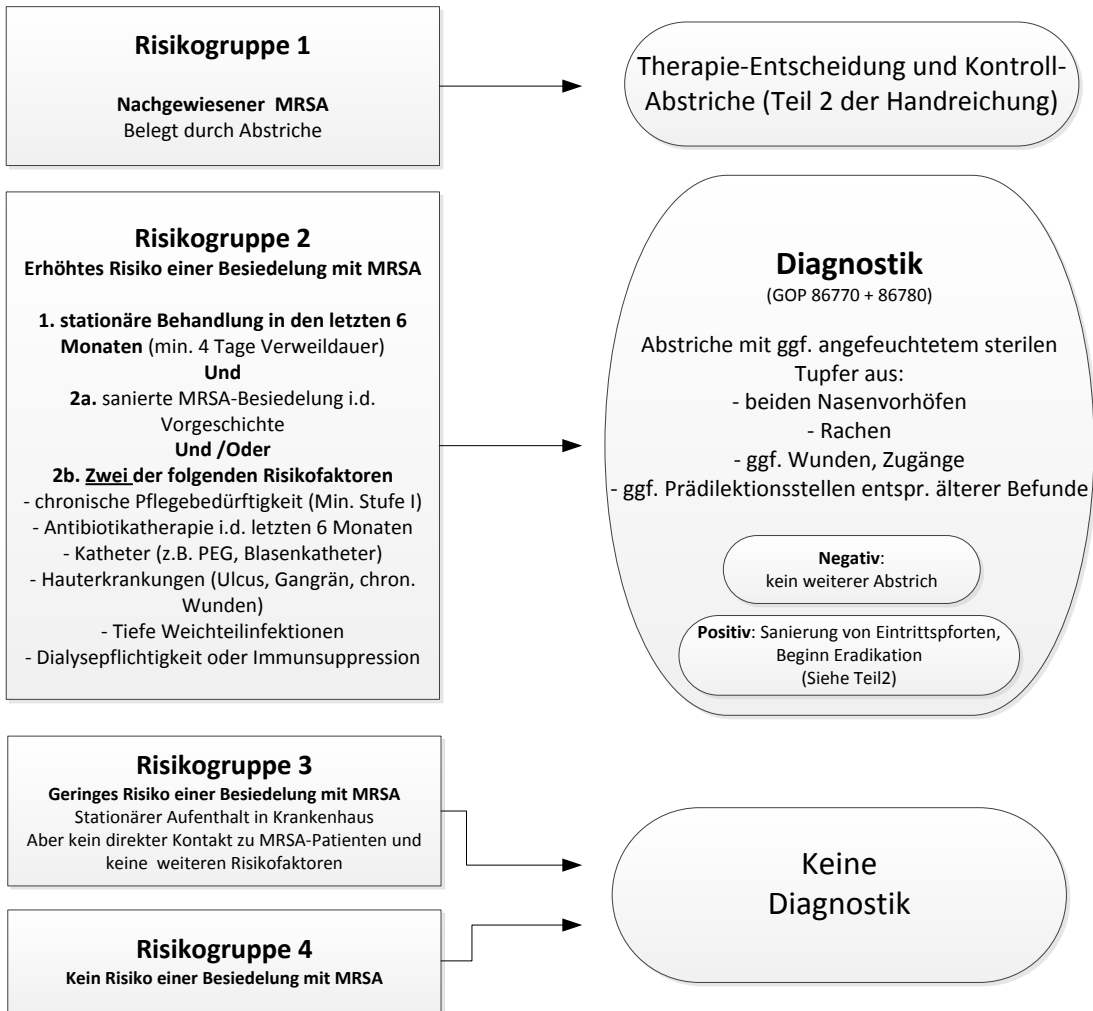 Risikogruppe 1
Nachgewiesener MRSA
Belegt durch Abstriche
Therapie-Entscheidung und Kontroll-
Abstriche (Teil 2 der Handreichung)
Risikogruppe 2
Erhöhtes Risiko einer Besiedelung mit MRSA
1. stationäre Behandlung in den letzten 6
Monaten (min. 4 Tage Verweildauer)
Und
2a. sanierte MRSA-Besiedelung i.d.
Vorgeschichte
Und /Oder
2b. Zwei der folgenden Risikofaktoren
- chronische Pflegebedürftigkeit (Min. Stufe I)
- Antibiotikatherapie i.d. letzten 6 Monaten
- Katheter (z.B. PEG, Blasenkatheter)
- Hauterkrankungen (Ulcus, Gangrän, chron.
Wunden)
- Tiefe Weichteilinfektionen
- Dialysepflichtigkeit oder Immunsuppression
Diagnostik
(GOP 86770 + 86780)
Abstriche mit ggf. angefeuchtetem sterilen
Tupfer aus:
- beiden Nasenvorhöfen
- Rachen
- ggf. Wunden, Zugänge
- ggf. Prädilektionsstellen entspr. älterer Befunde
Negativ:
kein weiterer Abstrich
Positiv: Sanierung von Eintrittspforten,
Beginn Eradikation
(Siehe Teil2)
Risikogruppe 3
Geringes Risiko einer Besiedelung mit MRSA
Stationärer Aufenthalt in Krankenhaus
Aber kein direkter Kontakt zu MRSA-Patienten und
keine weiteren Risikofaktoren
Risikogruppe 4
Kein Risiko einer Besiedelung mit MRSA
Keine
Diagnostik